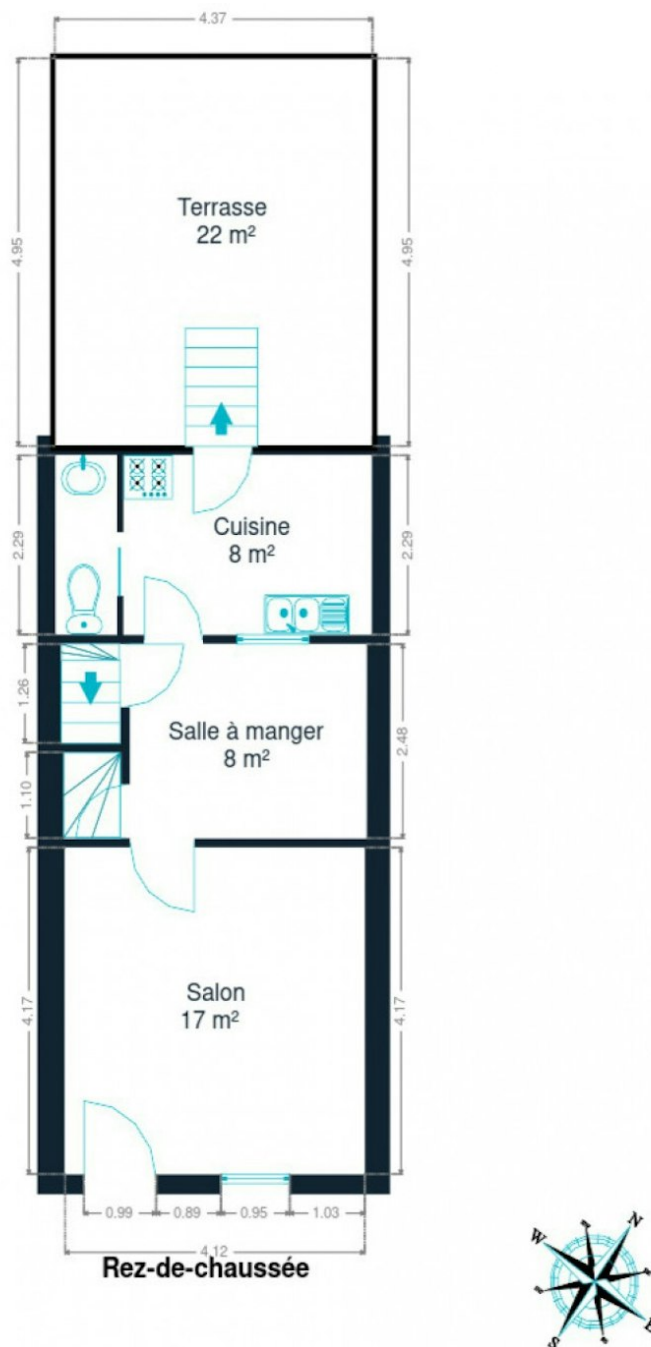 4.37
Terrasse
22 m²
4.95
4.95
Cuisine
8 m²
2.29
2.29
1.26
Salle à manger
8 m²
2.48
1.10
Salon
17 m²
4.17
4.17
0.99 0.89 0.95 1.03
4.12
Rez-de-chaussée
N
W
E
S